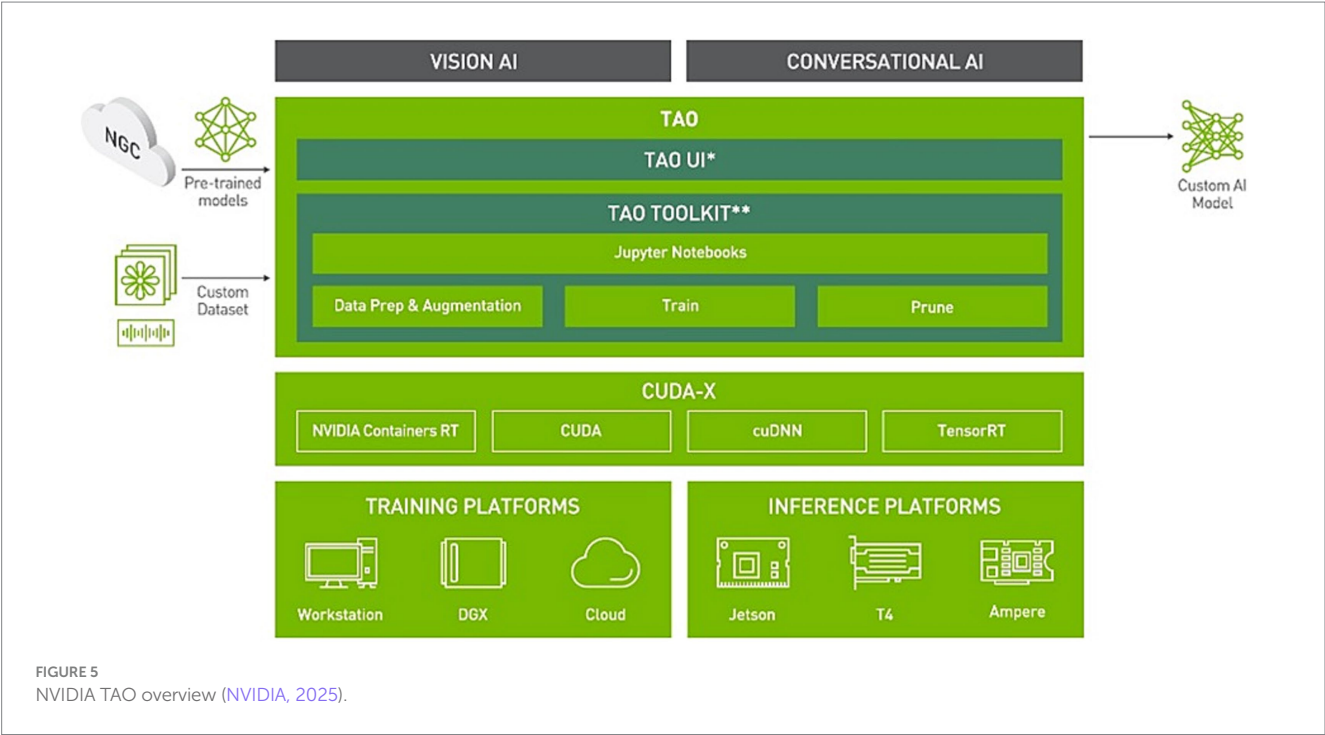 VISION AI
CONVERSATIONAL AI
NGC
Pre-trained
models
Custom
Dataset
TAO
TAO UI*
TAO TOOLKIT**
Jupyter Notebooks
Data Prep & Augmentation
Train
Prune
Custom AI
Model
CUDA-X
NVIDIA Containers RT
CUDA
cuDNN
TensorRT
TRAINING PLATFORMS
Workstation
DGX
Cloud
INFERENCE PLATFORMS
Jetson
T4
Ampere
FIGURE 5
NVIDIA TAO overview (NVIDIA, 2025).